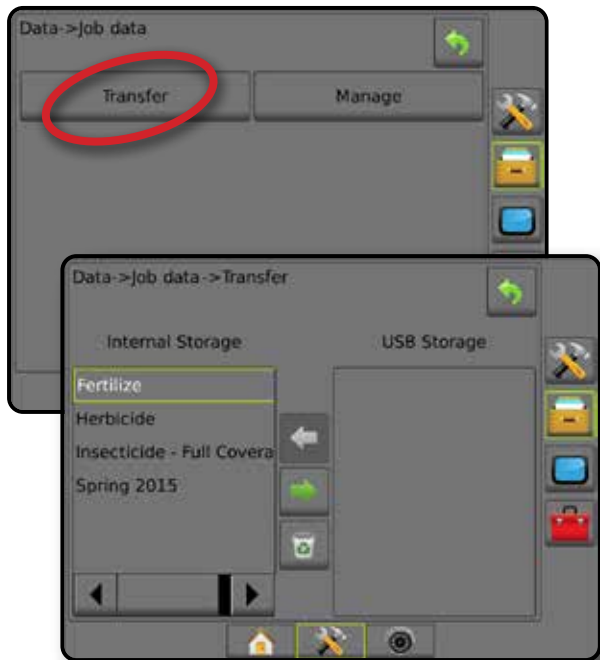 Data->Job data
Transfer
Manage
Data->Job data->Transfer
Internal Storage
USB Storage
Fertilize
Herbicide
Insecticide - Full Covera
Spring 2015